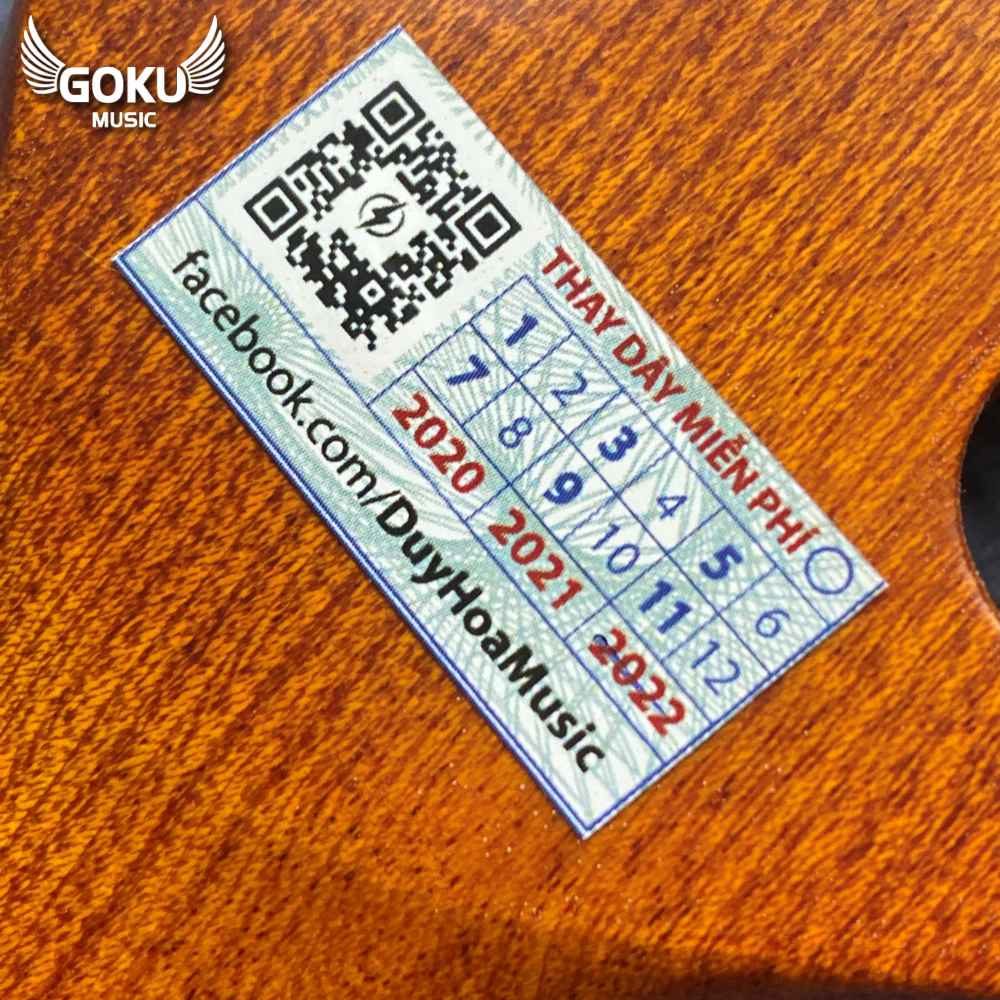 GOKU
MUSIC
THAY DÂY MIỄN PHÍ
1 2 3 4 5 6
7 8 9 10 11 12
2020 2021 2022
facebook.com/DuyHoaMusic